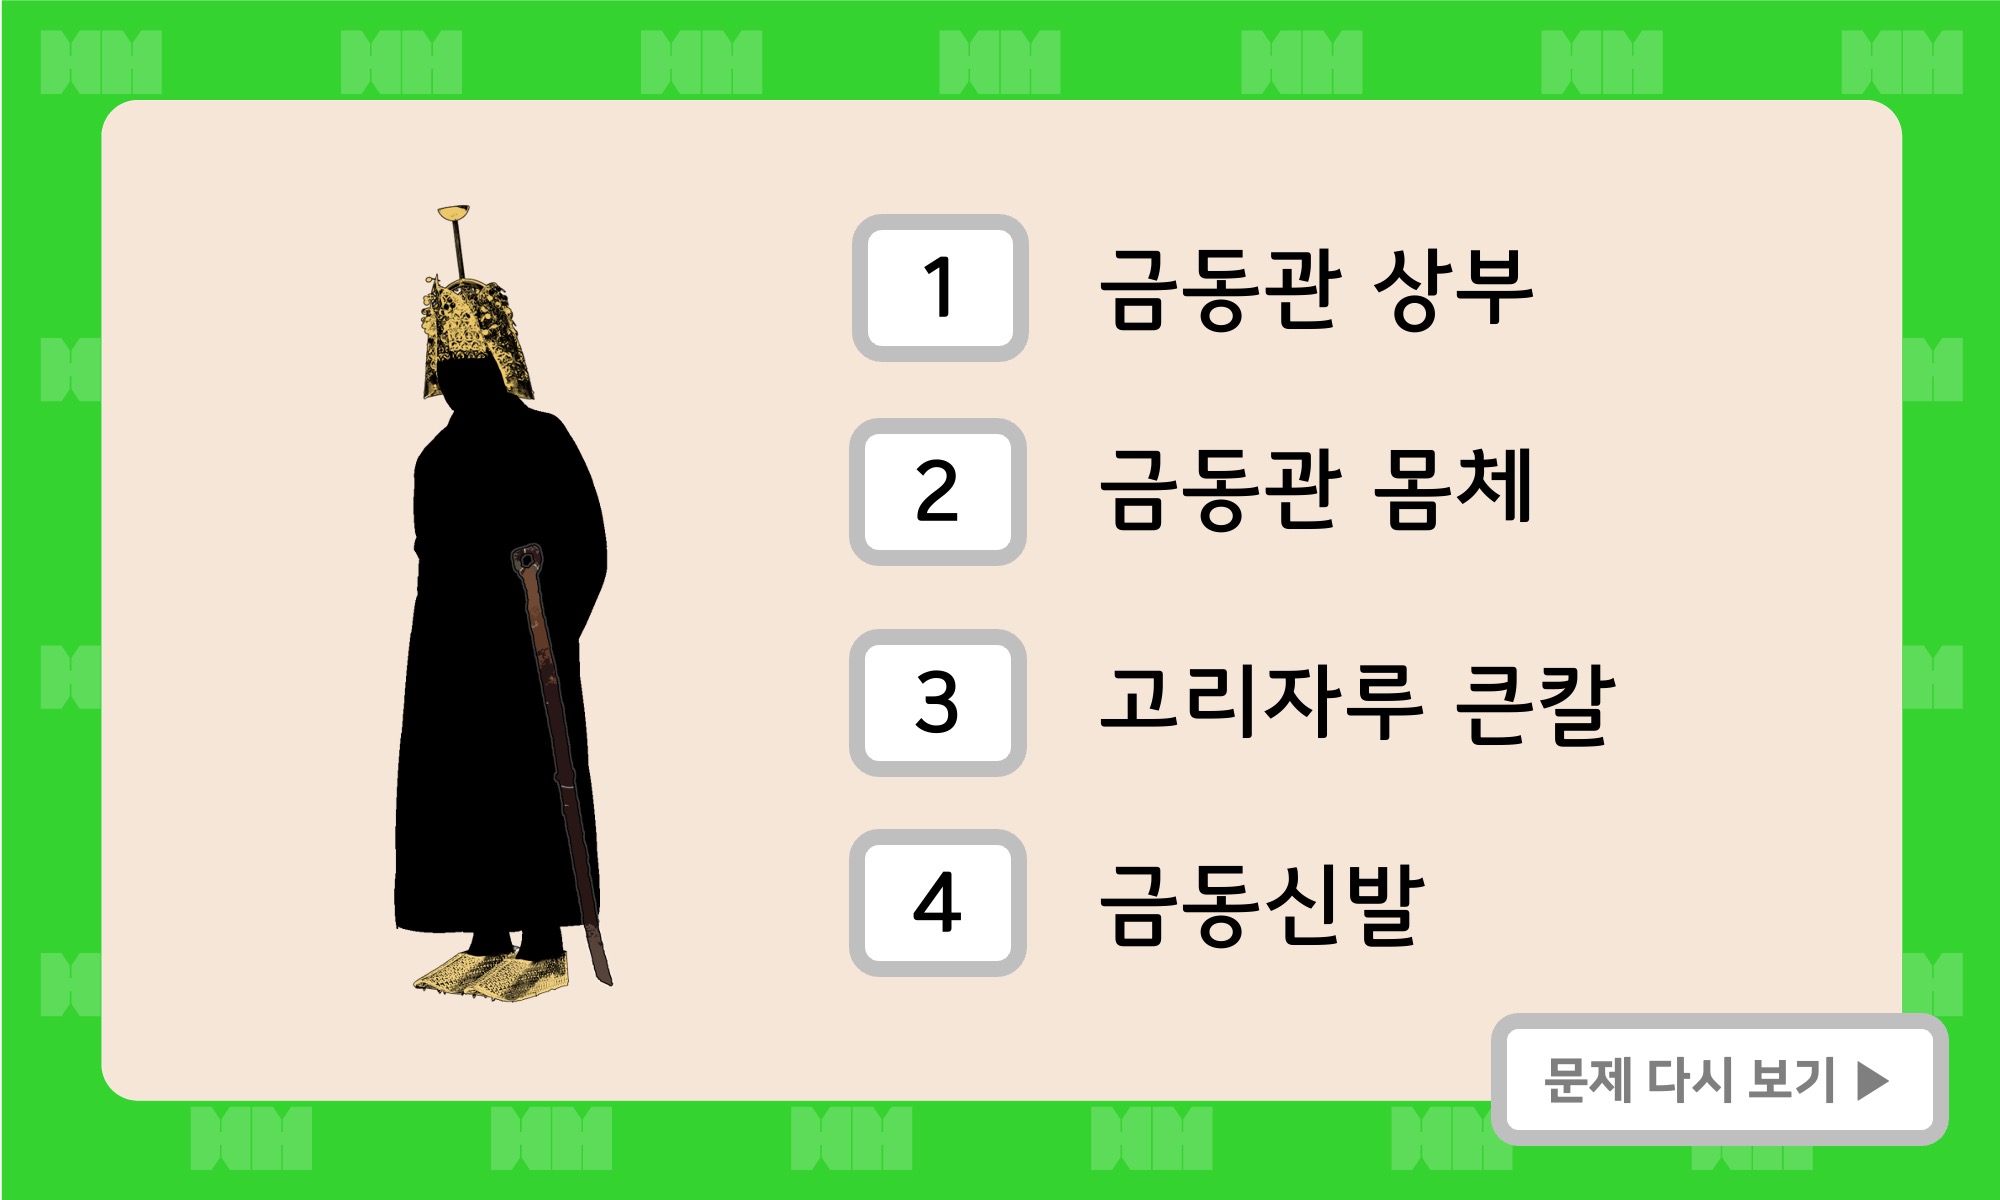 1 금동관 상부
2 금동관 몸체
3 고리자루 큰칼
4 금동신발
문제 다시 보기 ▶